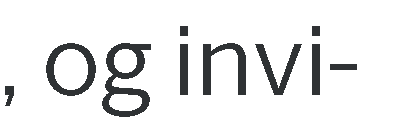 , og invi-